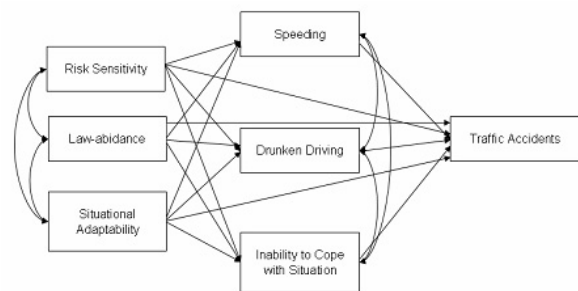 Speeding
Risk Sensitivity
Law-abidance
Drunken Driving
Traffic Accidents
Situational
Adaptability
Inability to Cope
with Situation